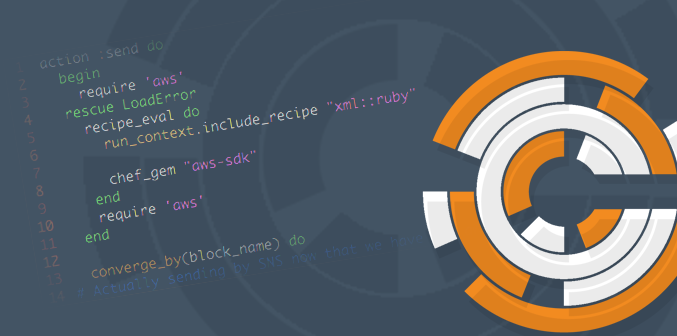 action :send do
2 begin
3 require 'aws'
4 rescue LoadError
5 recipe_eval do
6 run_context.include_recipe "xml::ruby"
7
8 chef_gem "aws-sdk"
9 end
10 require 'aws'
11 end
12
13 converge_by(block_name) do
14 # Actually sending by SNS now that we have